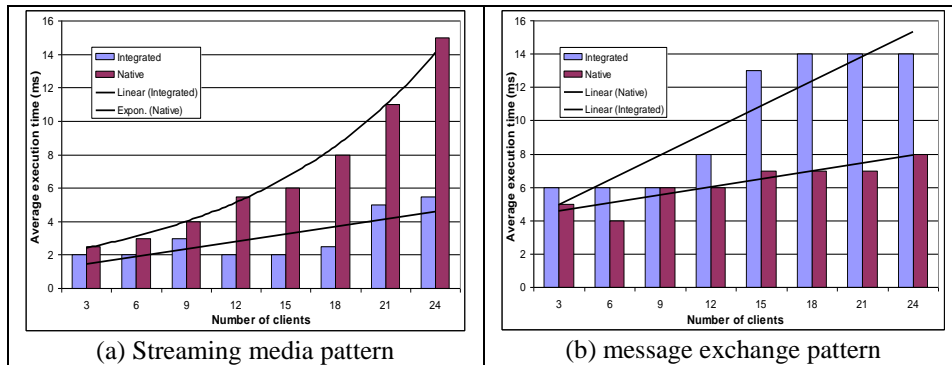 16
14
12
10
8
6
4
2
0
Average execution time (ms)
Integrated
Native
Linear (Integrated)
Expon. (Native)
3 6 9 12 15 18 21 24
Number of clients
(a) Streaming media pattern
16
14
12
10
8
6
4
2
0
Average execution time (ms)
Integrated
Native
Linear (Native)
Linear (Integrated)
3 6 9 12 15 18 21 24
Number of clients
(b) message exchange pattern